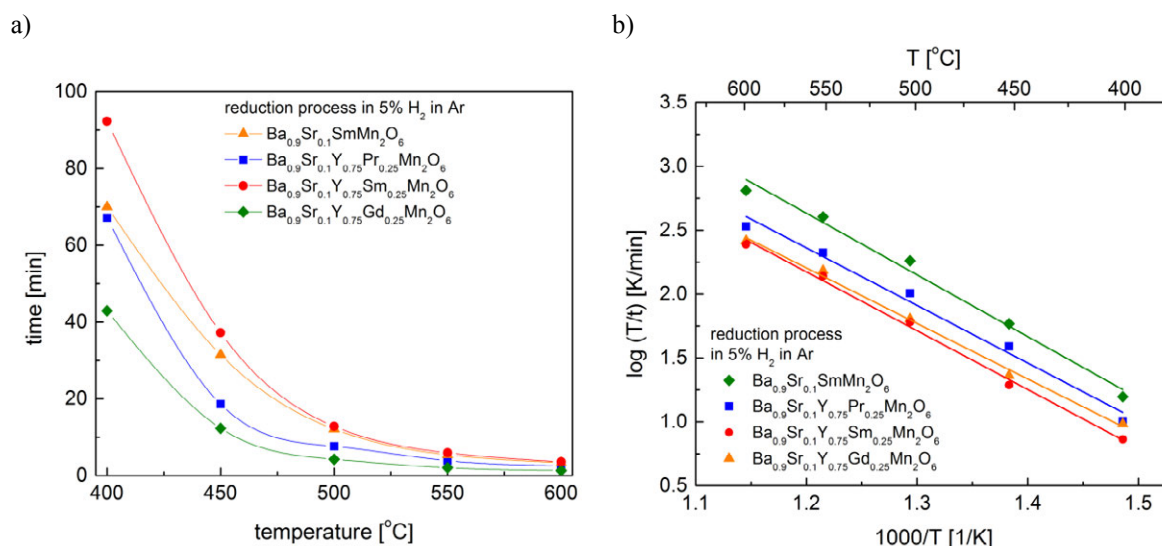 a)
100
80
60
40
20
0
time [min]
400 450 500 550 600
temperature [°C]
reduction process in 5% H₂ in Ar
Ba₀.₉Sr₀.₁SmMn₂O₆
Ba₀.₉Sr₀.₁Y₀.₇₅Pr₀.₂₅Mn₂O₆
Ba₀.₉Sr₀.₁Y₀.₇₅Sm₀.₂₅Mn₂O₆
Ba₀.₉Sr₀.₁Y₀.₇₅Gd₀.₂₅Mn₂O₆
b)
T [°C]
600 550 500 450 400
3.5
3.0
2.5
2.0
1.5
1.0
0.5
log (T/t) [K/min]
reduction process
in 5% H₂ in Ar
Ba₀.₉Sr₀.₁SmMn₂O₆
Ba₀.₉Sr₀.₁Y₀.₇₅Pr₀.₂₅Mn₂O₆
Ba₀.₉Sr₀.₁Y₀.₇₅Sm₀.₂₅Mn₂O₆
Ba₀.₉Sr₀.₁Y₀.₇₅Gd₀.₂₅Mn₂O₆
1.1 1.2 1.3 1.4 1.5
1000/T [1/K]